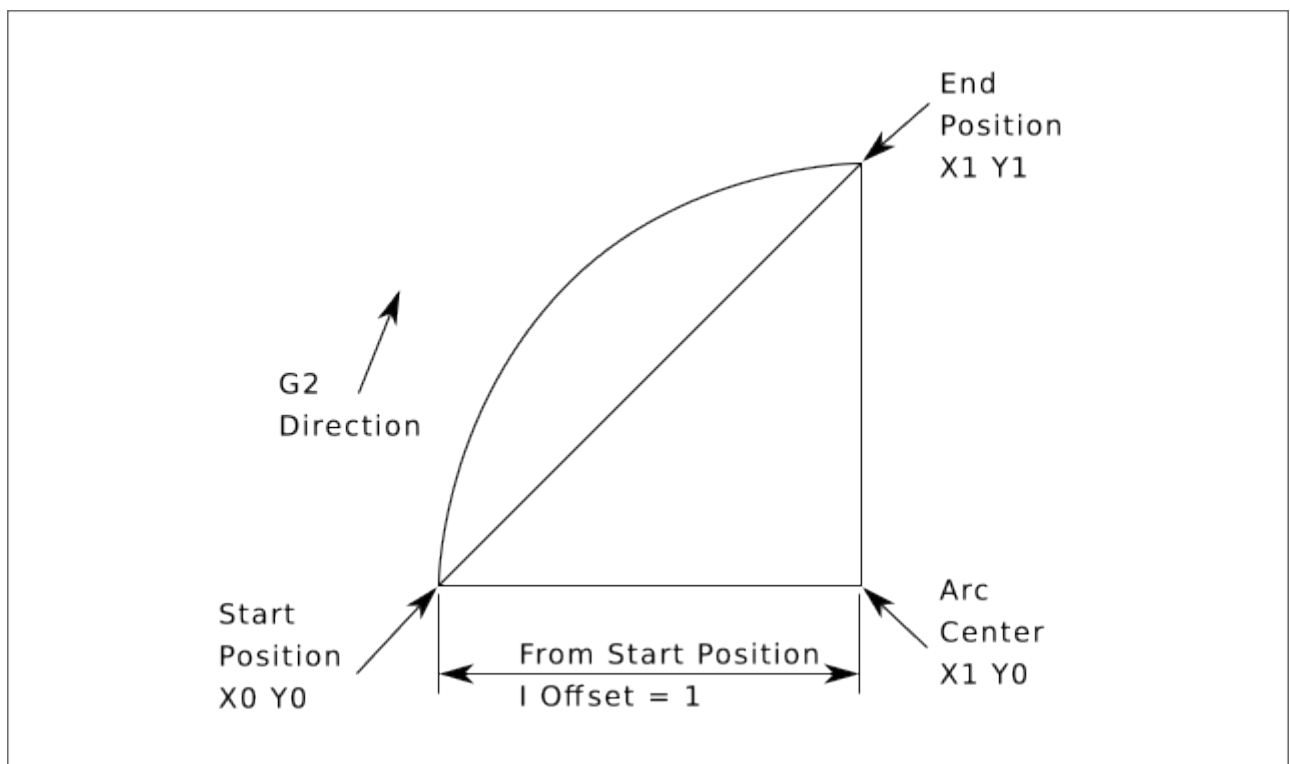 End
Position
X1 Y1
G2
Direction
Start
Position
X0 Y0
From Start Position
I Offset = 1
Arc
Center
X1 Y0